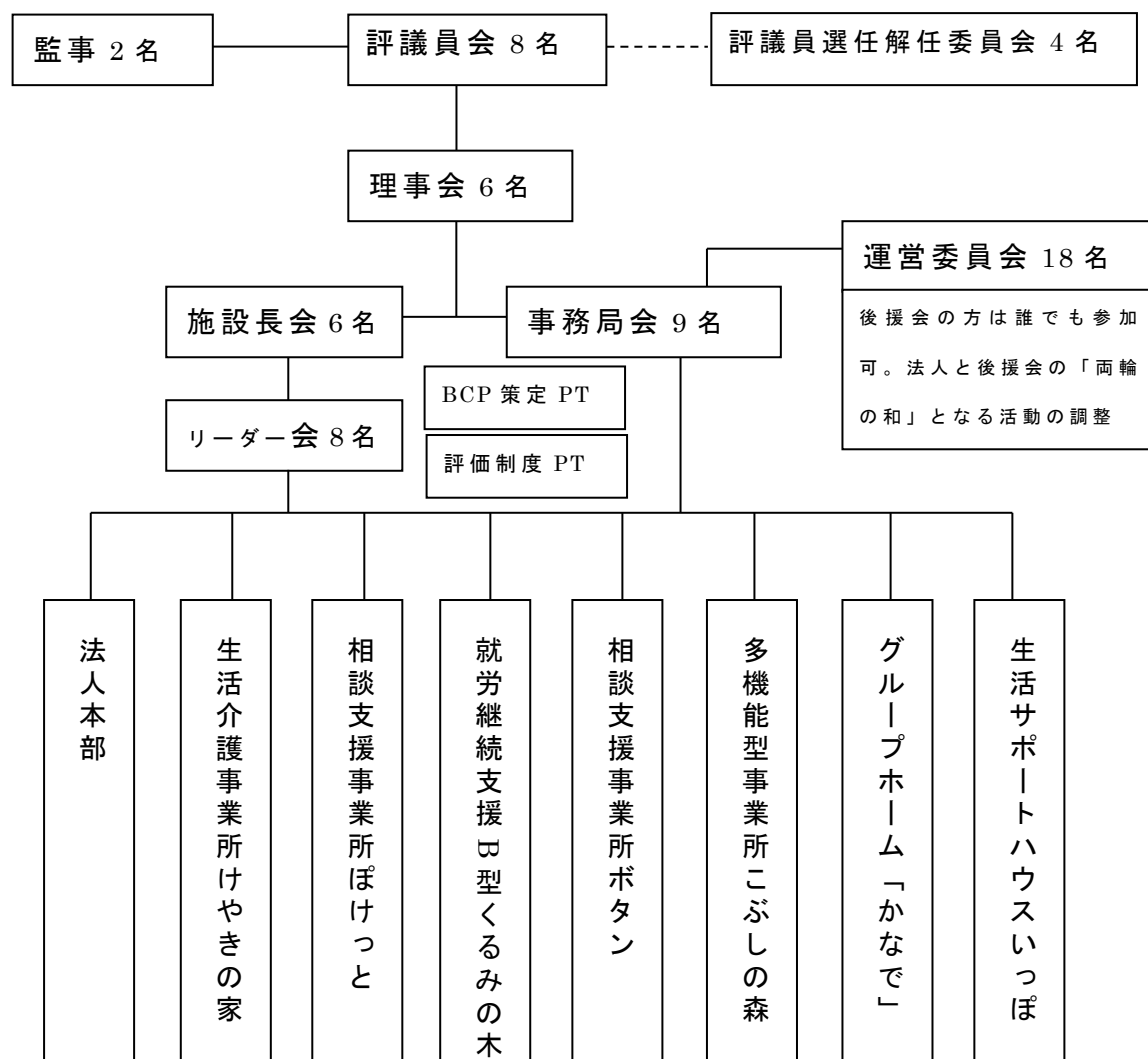 監事 2 名
評議員会 8 名
評議員選任解任委員会 4 名
理事会 6 名
運営委員会 18 名
後援会の方は誰でも参加
可。法人と後援会の「両輪
の和」となる活動の調整
施設長会 6 名
事務局会 9 名
BCP 策定 PT
リーダー会 8 名
評価制度 PT
法人本部
生活介護事業所けやきの家
相談支援事業所ぽけっと
就労継続支援 B 型くるみの木
相談支援事業所ボタン
多機能型事業所こぶしの森
グループホーム「かなで」
生活サポートハウスいっぽ